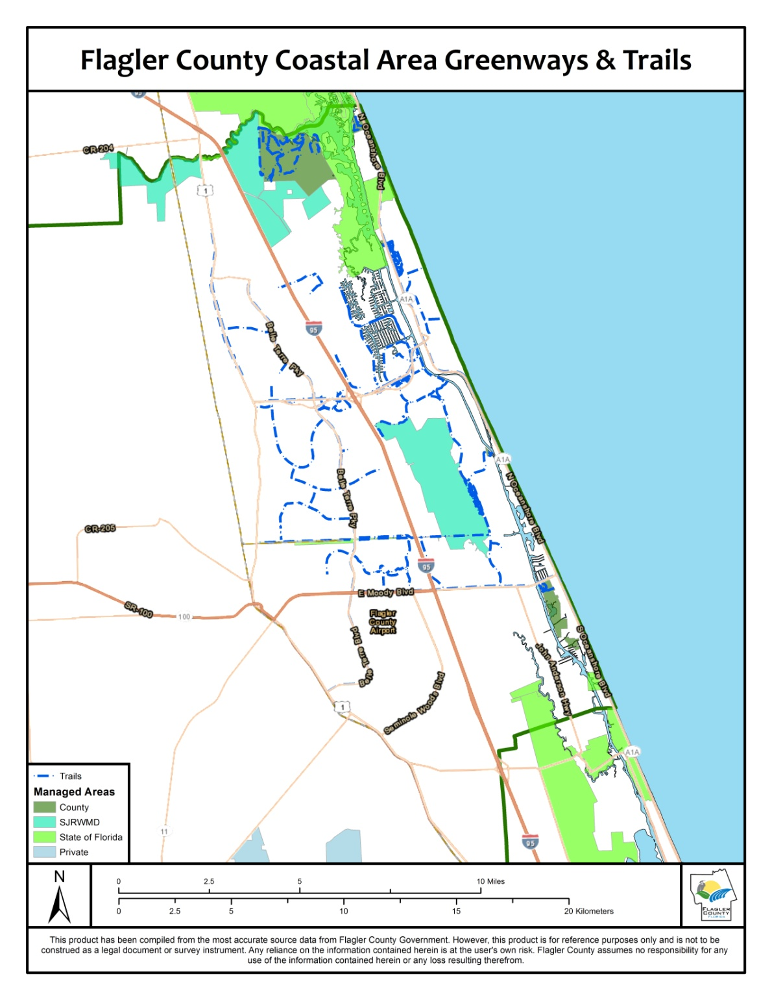 Flagler County Coastal Area Greenways & Trails
95
CR-204
N Oceanshore Blvd
1
A1A
95
Belle Terre Pky
A1A
N Oceanshore Blvd
Belle Terre Pky
CR-205
95
E Moody Blvd
SR-100
100
Flagler
County
Airport
S Oceanshore Blvd
John Anderson Hwy
Belle Terre Blvd
Seminole Woods Blvd
1
A1A
11
95
Trails
Managed Areas
County
SJRWMD
State of Florida
Private
N
0 2.5 5 10 Miles
0 2.5 5 10 15 20 Kilometers
FLAGLER
COUNTY
FLORIDA
This product has been compiled from the most accurate source data from Flagler County Government. However, this product is for reference purposes only and is not to be
construed as a legal document or survey instrument. Any reliance on the information contained herein is at the user's own risk. Flagler County assumes no responsibility for any
use of the information contained herein or any loss resulting therefrom.